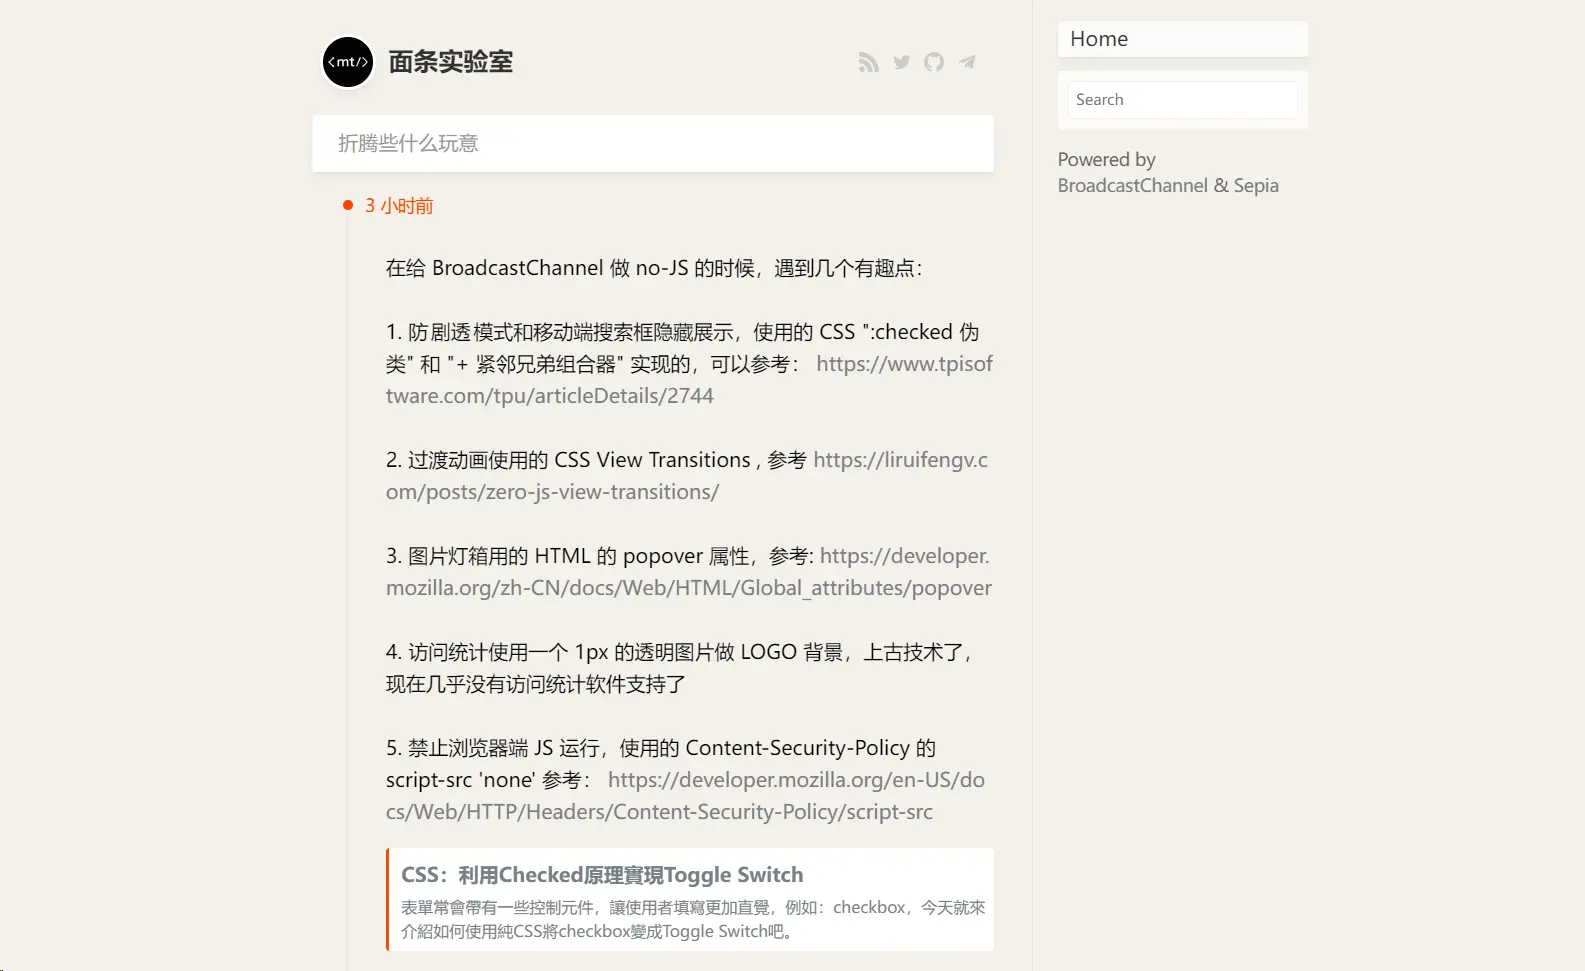 <mt/>
面条实验室
折腾些什么玩意
3 小时前
在给 BroadcastChannel 做 no-JS 的时候，遇到几个有趣点：
1. 防剧透模式和移动端搜索框隐藏展示，使用的 CSS ":checked 伪
类" 和 "+ 紧邻兄弟组合器" 实现的，可以参考： https://www.tpisof
tware.com/tpu/articleDetails/2744
2. 过渡动画使用的 CSS View Transitions , 参考 https://liruifengv.c
om/posts/zero-js-view-transitions/
3. 图片灯箱用的 HTML 的 popover 属性，参考: https://developer.
mozilla.org/zh-CN/docs/Web/HTML/Global_attributes/popover
4. 访问统计使用一个 1px 的透明图片做 LOGO 背景，上古技术了，
现在几乎没有访问统计软件支持了
5. 禁止浏览器端 JS 运行，使用的 Content-Security-Policy 的
script-src 'none' 参考： https://developer.mozilla.org/en-US/do
cs/Web/HTTP/Headers/Content-Security-Policy/script-src
CSS：利用Checked原理實現Toggle Switch
表單常會帶有一些控制元件，讓使用者填寫更加直覺，例如：checkbox，今天就來
介紹如何使用純CSS將checkbox變成Toggle Switch吧。
Home
Search
Powered by
BroadcastChannel & Sepia